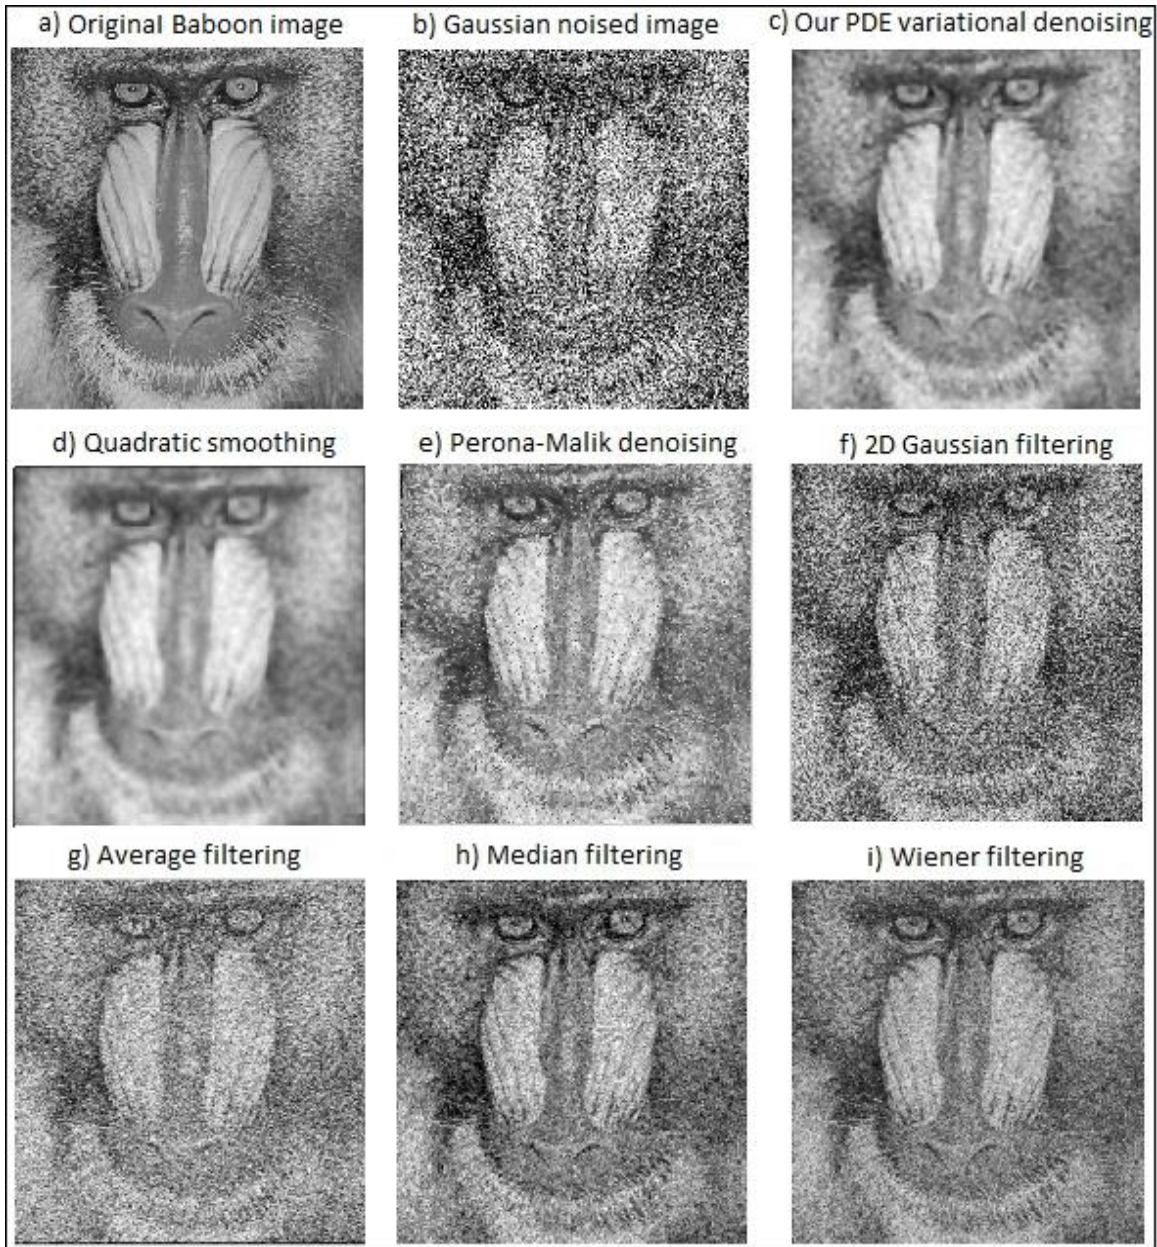 a) Original Baboon image
b) Gaussian noised image
c) Our PDE variational denoising
d) Quadratic smoothing
e) Perona-Malik denoising
f) 2D Gaussian filtering
g) Average filtering
h) Median filtering
i) Wiener filtering